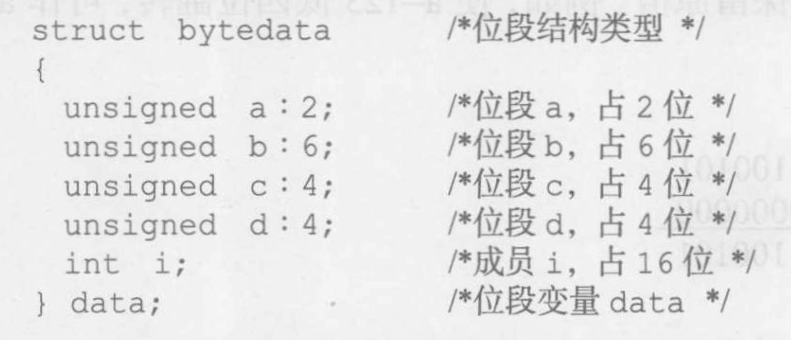 struct bytedata /*位段结构类型 */
{
unsigned a:2; /*位段 a, 占 2 位 */
unsigned b:6; /*位段 b, 占 6 位 */
unsigned c:4; /*位段 c, 占 4 位 */
unsigned d:4; /*位段 d, 占 4 位 */
int i; /*成员 i, 占 16 位 */
} data; /*位段变量 data */